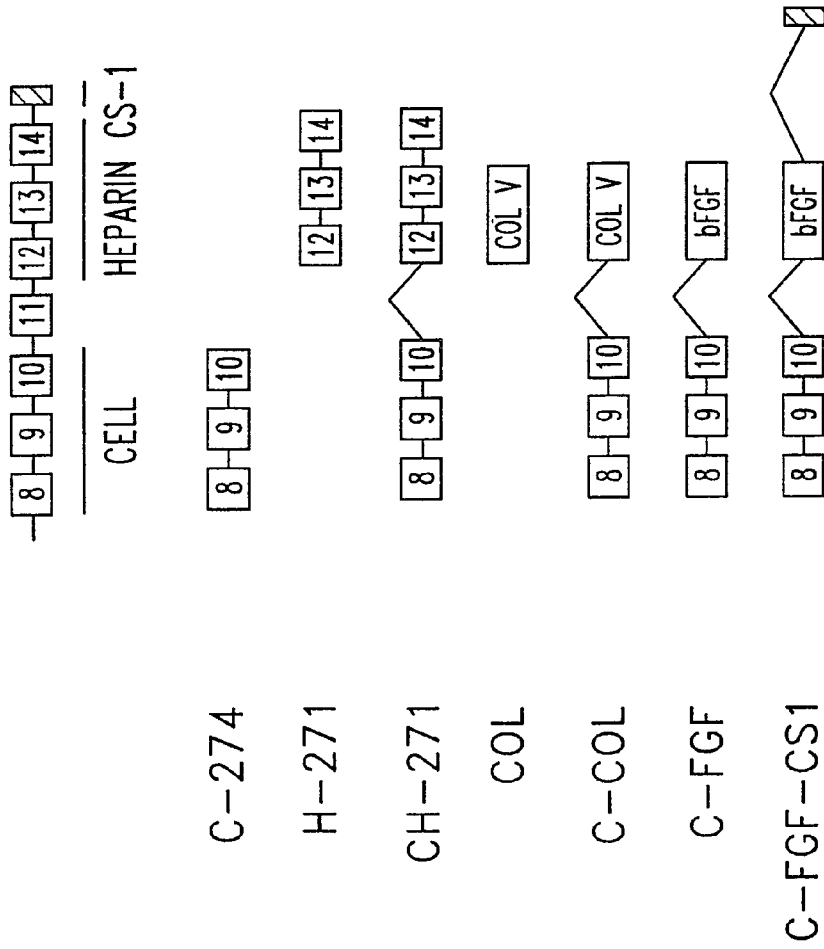 8 9 10 11 12 13 14
CELL HEPARIN CS-1
C-274 8 9 10
H-271 12 13 14
CH-271 8 9 10 12 13 14
COL COL V
C-COL 8 9 10 COL V
C-FGF 8 9 10 bFGF
C-FGF-CS1 8 9 10 bFGF